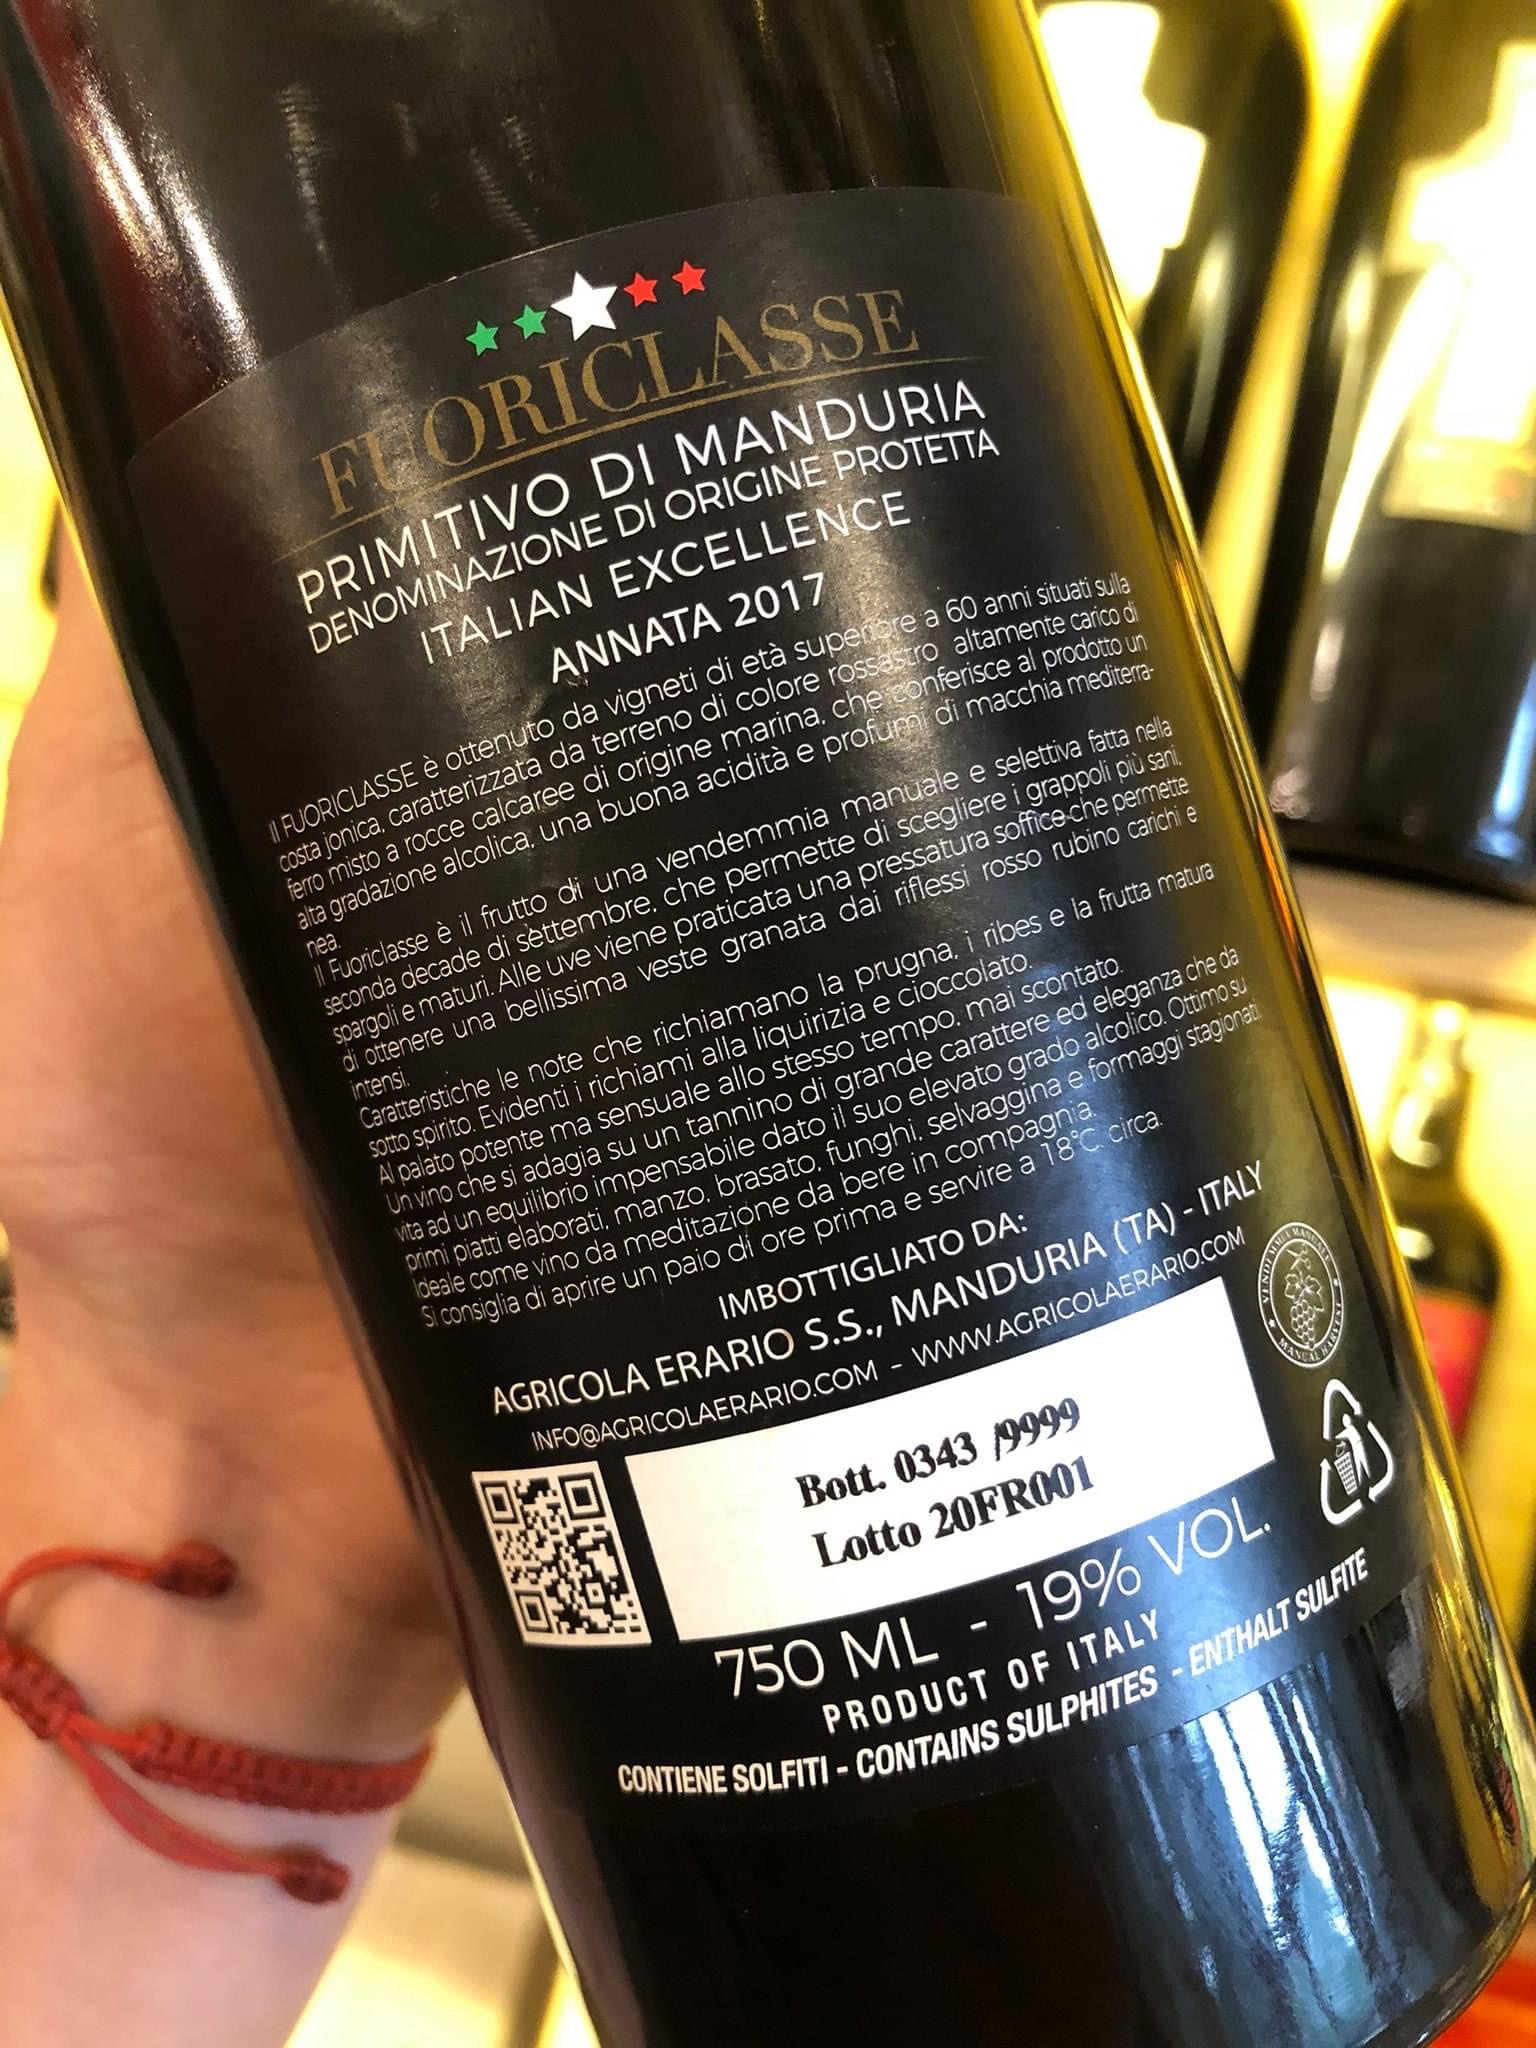 FUORICLASSE
PRIMITIVO DI MANDURIA
DENOMINAZIONE DI ORIGINE PROTETTA
ITALIAN EXCELLENCE
ANNATA 2017
Il FUORICLASSE è ottenuto da vigneti di età superiore a 60 anni situati sulla
costa jonica, caratterizzata da terreno di colore rossastro altamente carico di
ferro misto a rocce calcaree di origine marina, che conferisce al prodotto un
alta gradazione alcolica, una buona acidità e profumi di macchia mediterra-
nea.
Il Fuoriclasse è il frutto di una vendemmia manuale e selettiva fatta nella
seconda decade di settembre, che permette di scegliere i grappoli più sani,
spargoli e maturi. Alle uve viene praticata una pressatura soffice che permette
di ottenere una bellissima veste granata dai riflessi rosso rubino carichi e
intensi.
Caratteristiche le note che richiamano la prugna, i ribes e la frutta matura
sotto spirito. Evidenti i richiami alla liquirizia e cioccolato.
Al palato potente ma sensuale allo stesso tempo, mai scontato.
Un vino che si adagia su un tannino di grande carattere ed eleganza che da
vita ad un equilibrio impensabile dato il suo elevato grado alcolico. Ottimo su
primi piatti elaborati, manzo, brasato, funghi, selvaggina e formaggi stagionati.
Ideale come vino da meditazione da bere in compagnia.
Si consiglia di aprire un paio di ore prima e servire a 18°C. circa.
IMBOTTIGLIATO DA:
AGRICOLA ERARIO S.S., MANDURIA (TA) - ITALY
INFO@AGRICOLAERARIO.COM - WWW.AGRICOLAERARIO.COM
VENDEMMIA MANUALE
MANUAL HARVEST
Bott. 0343 /9999
Lotto 20FR001
750 ML - 19% VOL.
PRODUCT OF ITALY
CONTIENE SOLFITI - CONTAINS SULPHITES - ENTHALT SULFITE